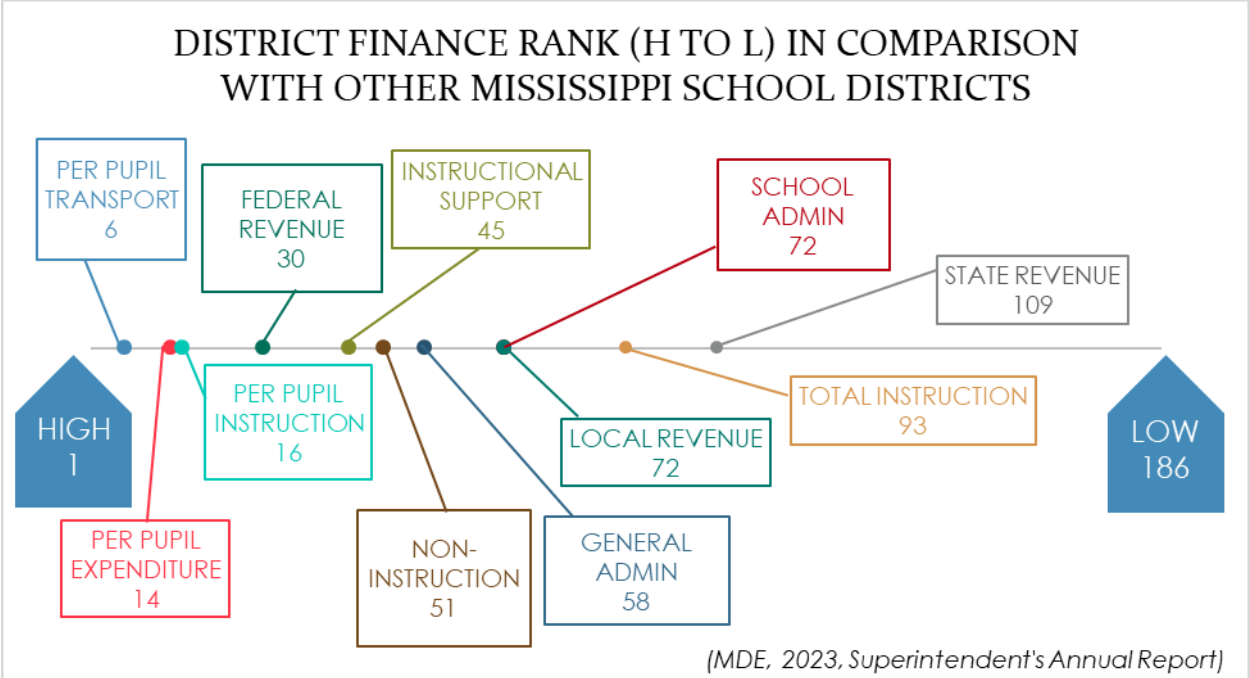 DISTRICT FINANCE RANK (H TO L) IN COMPARISON
WITH OTHER MISSISSIPPI SCHOOL DISTRICTS
PER PUPIL
TRANSPORT
6
FEDERAL
REVENUE
30
INSTRUCTIONAL
SUPPORT
45
SCHOOL
ADMIN
72
STATE REVENUE
109
HIGH
1
PER PUPIL
EXPENDITURE
14
PER PUPIL
INSTRUCTION
16
NON-
INSTRUCTION
51
GENERAL
ADMIN
58
LOCAL REVENUE
72
TOTAL INSTRUCTION
93
LOW
186
(MDE, 2023, Superintendent's Annual Report)